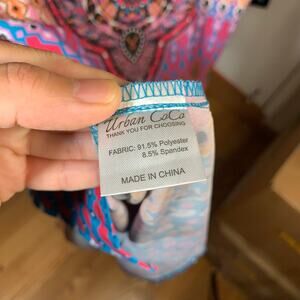 Urban CoCo
THANK YOU FOR CHOOSING
FABRIC: 91.5% Polyester
8.5% Spandex
MADE IN CHINA